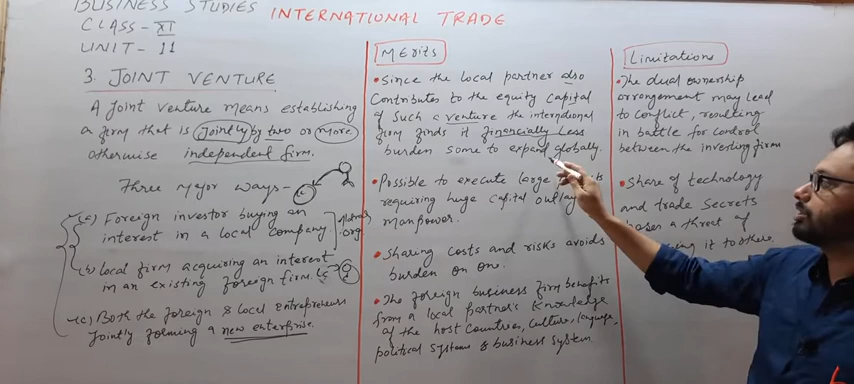 BUSINESS STUDIES
INTERNATIONAL TRADE
CLASS - XI
UNIT - 11
3. JOINT VENTURE
A Joint venture means establishing
a firm that is Jointly by two or more
otherwise independent firm.
Three Major ways -
(a) Foreign investor buying an
interest in a local company
(b) Local firm acquiring an interest
in an existing foreign firm.
(c) Both the foreign & Local Entrepreneurs
Jointly forming a new enterprise.
Merits
• Since the local partner also
Contributes to the equity capital
of such a venture the international
firm finds it financially less
burden some to expand globally.
• Possible to execute large
requiring huge capital outlay
manpower.
• Sharing costs and risks avoids
burden on one.
• The foreign business firm benefits
from a local partner's knowledge
of the host Countries, Culture, language,
political systems & business system
Limitations
• The dual ownership
arrangement may lead
to conflict, resulting
in battle for control
between the investing firm
• Share of technology
and trade secrets
a threat of
it to others.